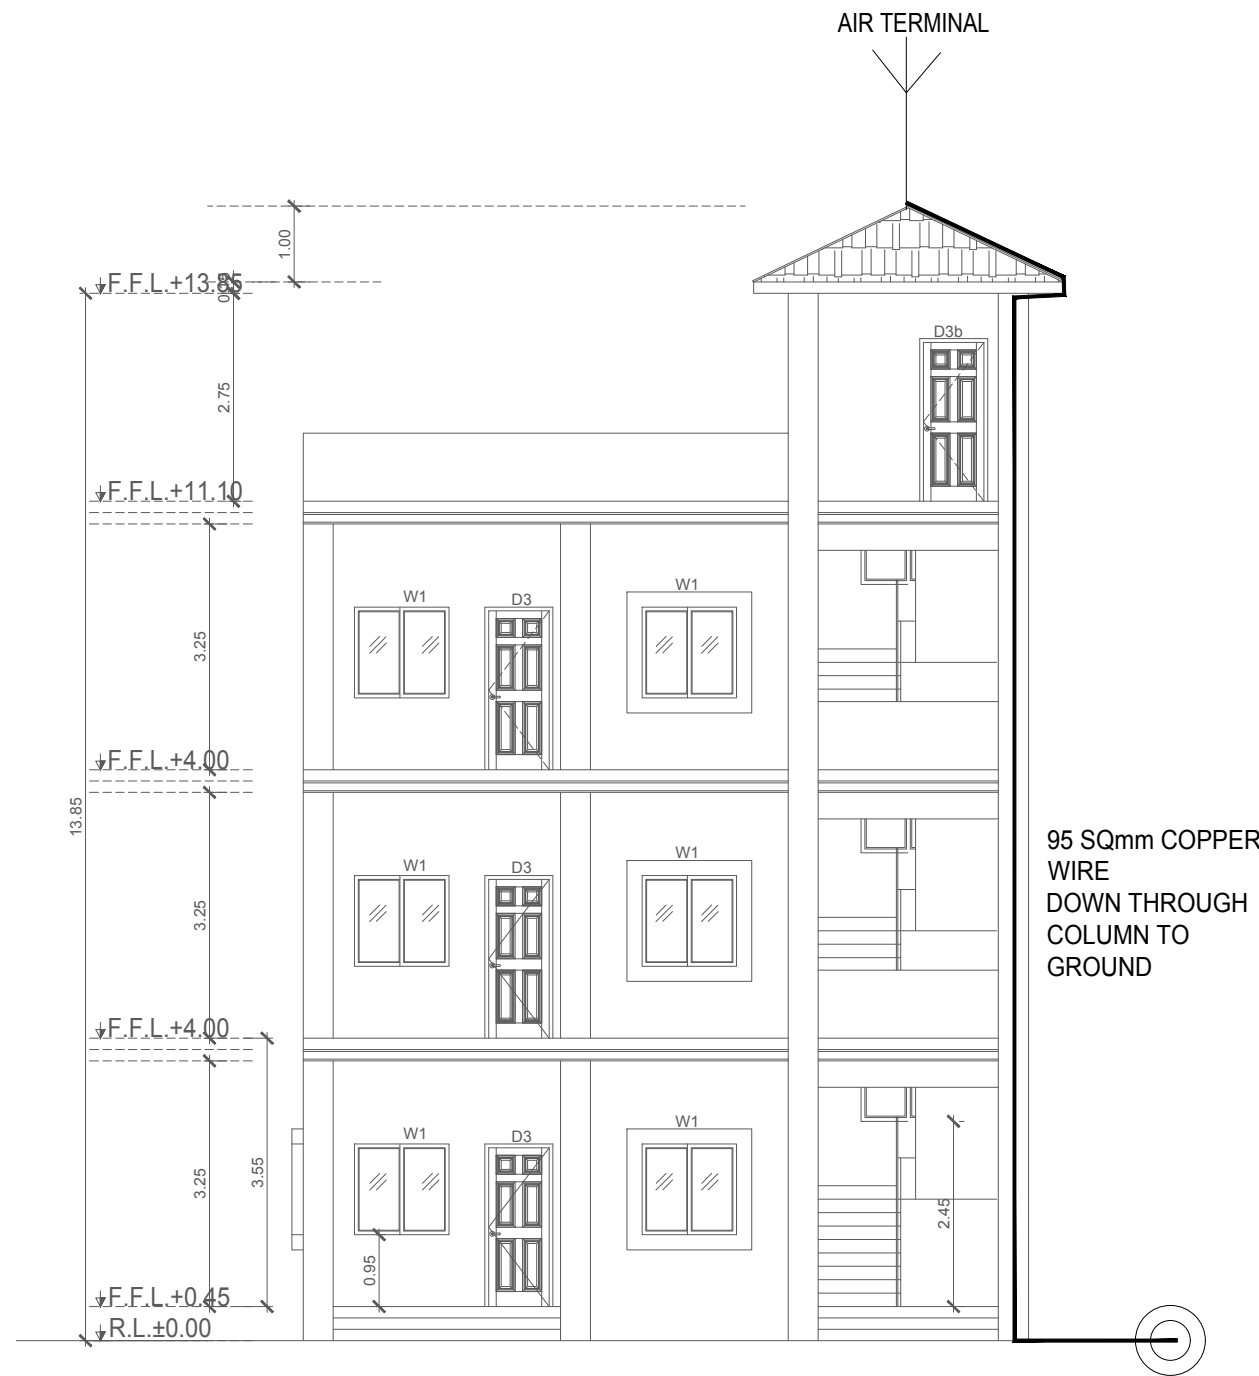 AIR TERMINAL
1.00
F.F.L.+13.85
2.75
D3b
F.F.L.+11.10
W1
D3
W1
3.25
F.F.L.+4.00
13.85
W1
D3
W1
3.25
95 SQmm COPPER
WIRE
DOWN THROUGH
COLUMN TO
GROUND
F.F.L.+4.00
W1
D3
W1
3.25
3.55
0.95
2.45
F.F.L.+0.45
R.L.±0.00